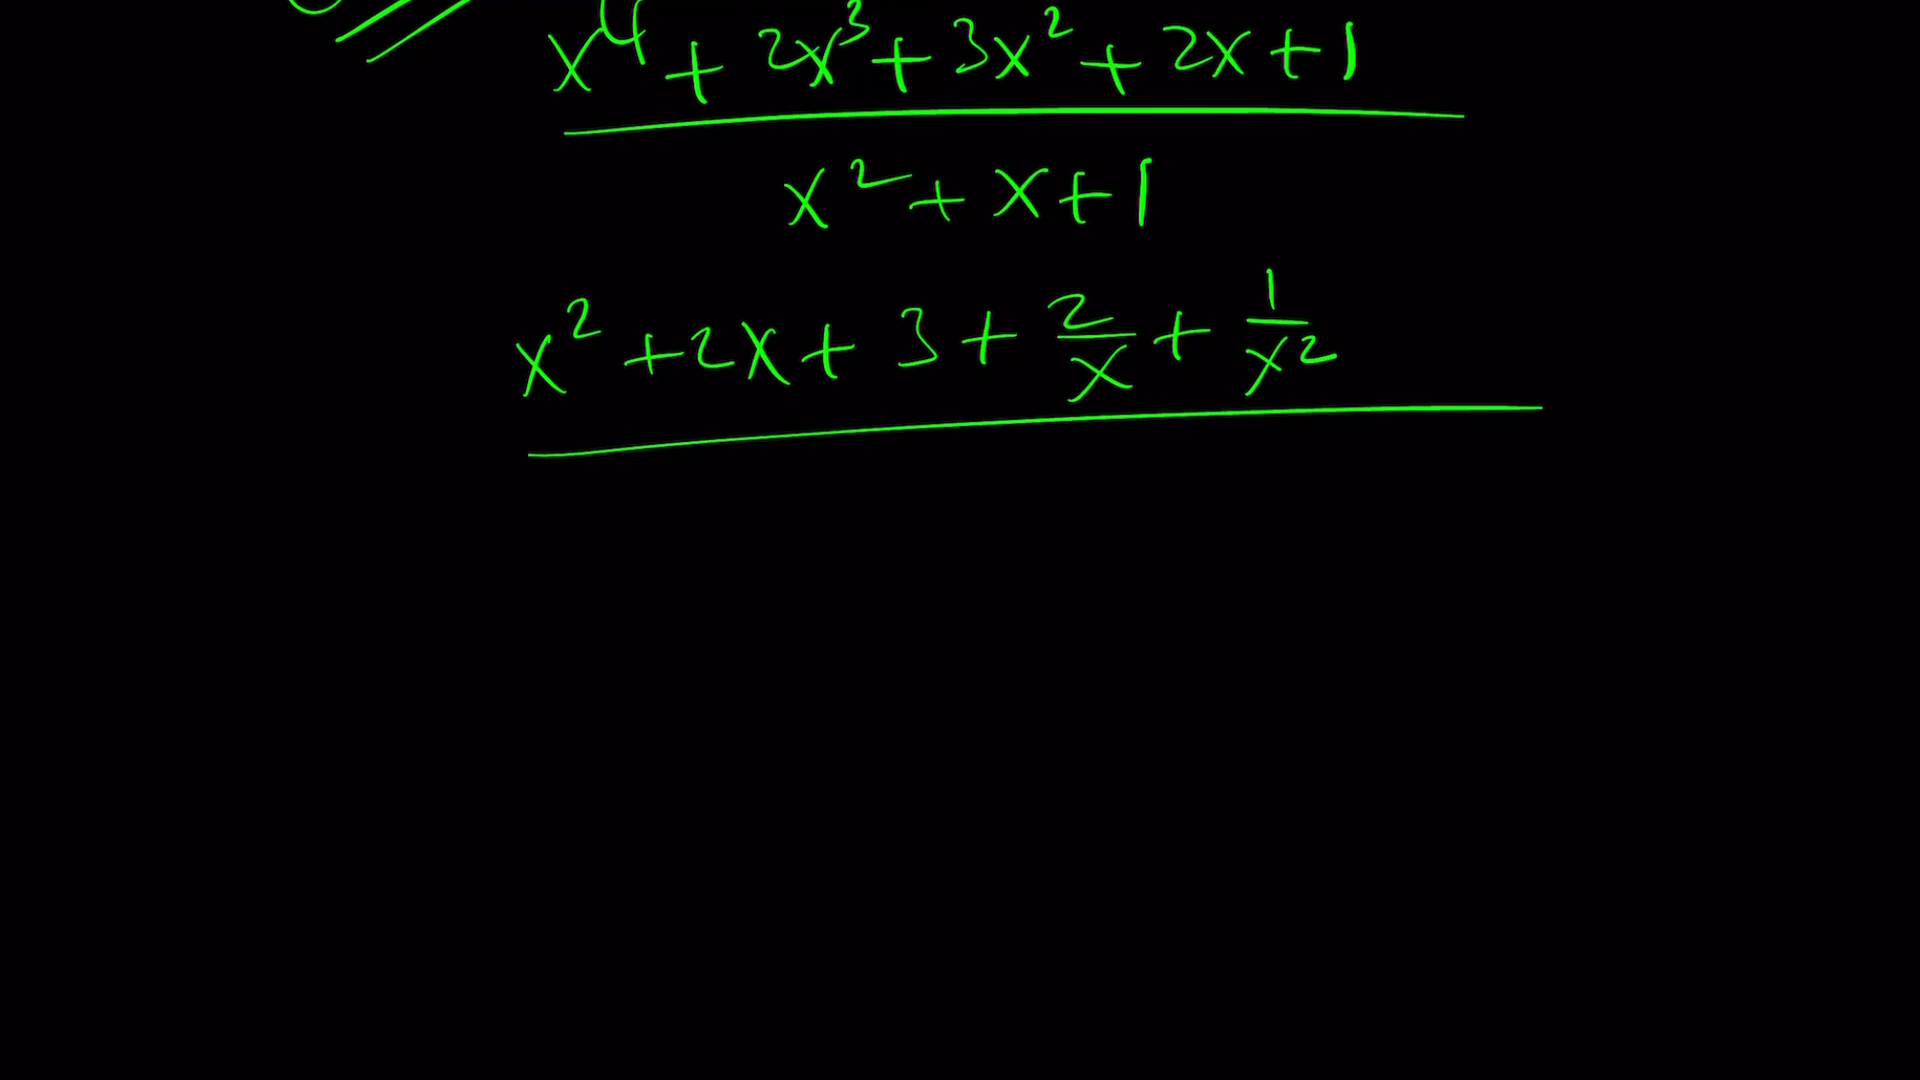 x⁴ + 2x³ + 3x² + 2x + 1
x² + x + 1
x² + 2x + 3 + 2/x + 1/x²